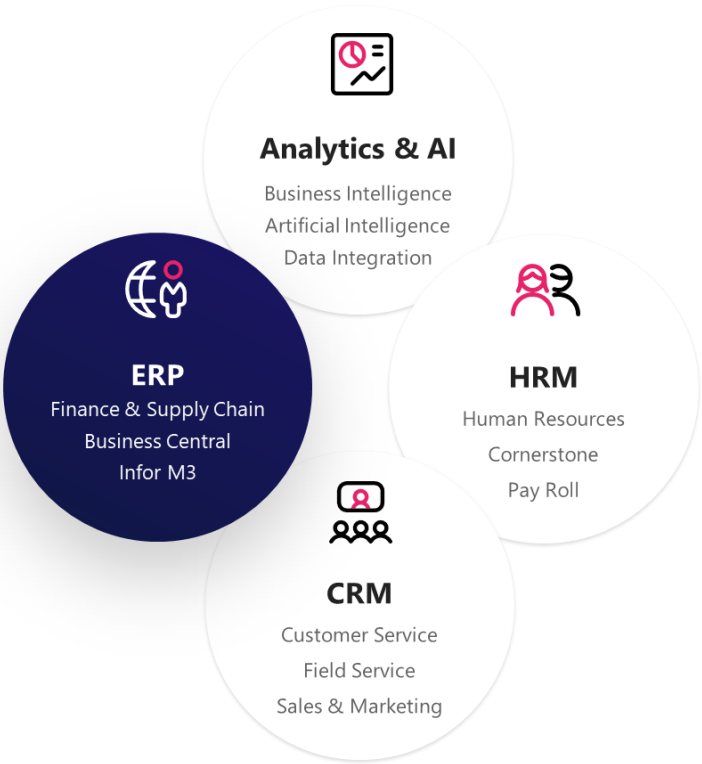 Analytics & AI
Business Intelligence
Artificial Intelligence
Data Integration
ERP
Finance & Supply Chain
Business Central
Infor M3
HRM
Human Resources
Cornerstone
Pay Roll
CRM
Customer Service
Field Service
Sales & Marketing